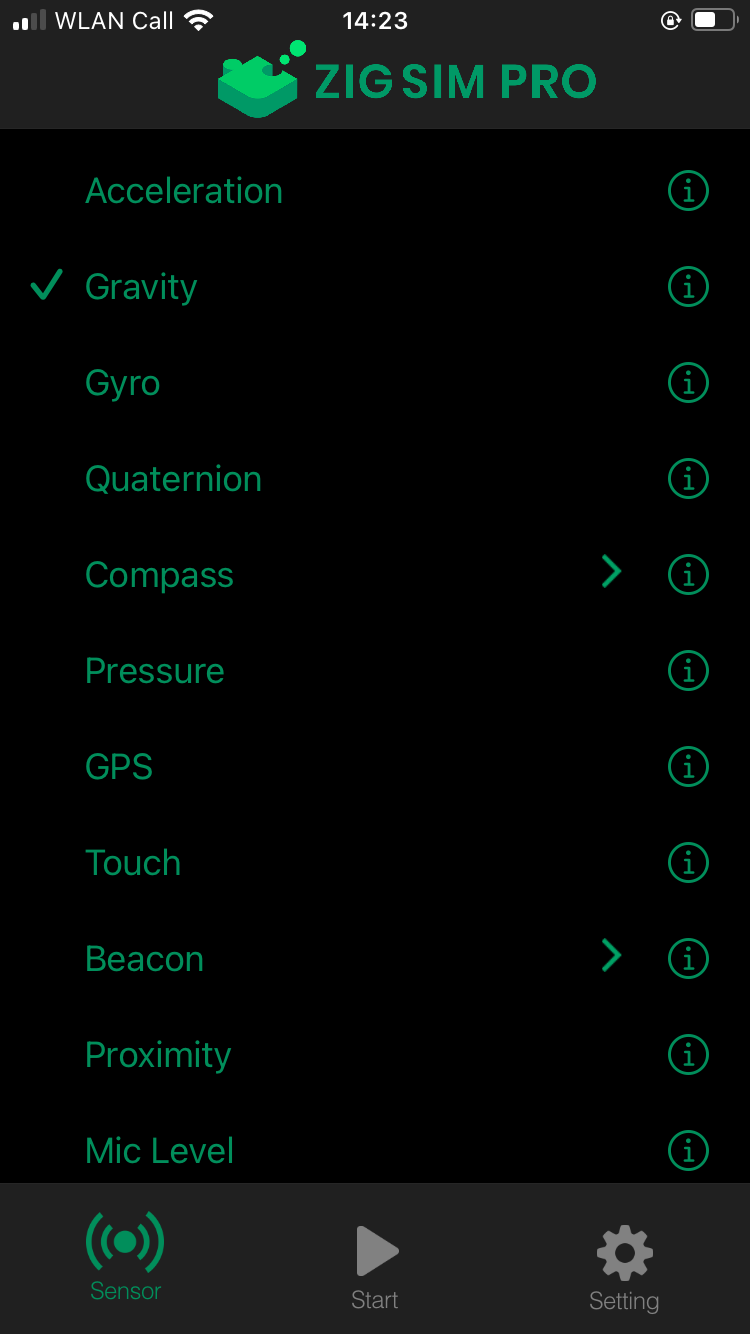 WLAN Call 14:23
ZIG SIM PRO
Acceleration
Gravity
Gyro
Quaternion
Compass
Pressure
GPS
Touch
Beacon
Proximity
Mic Level
Sensor Start Setting